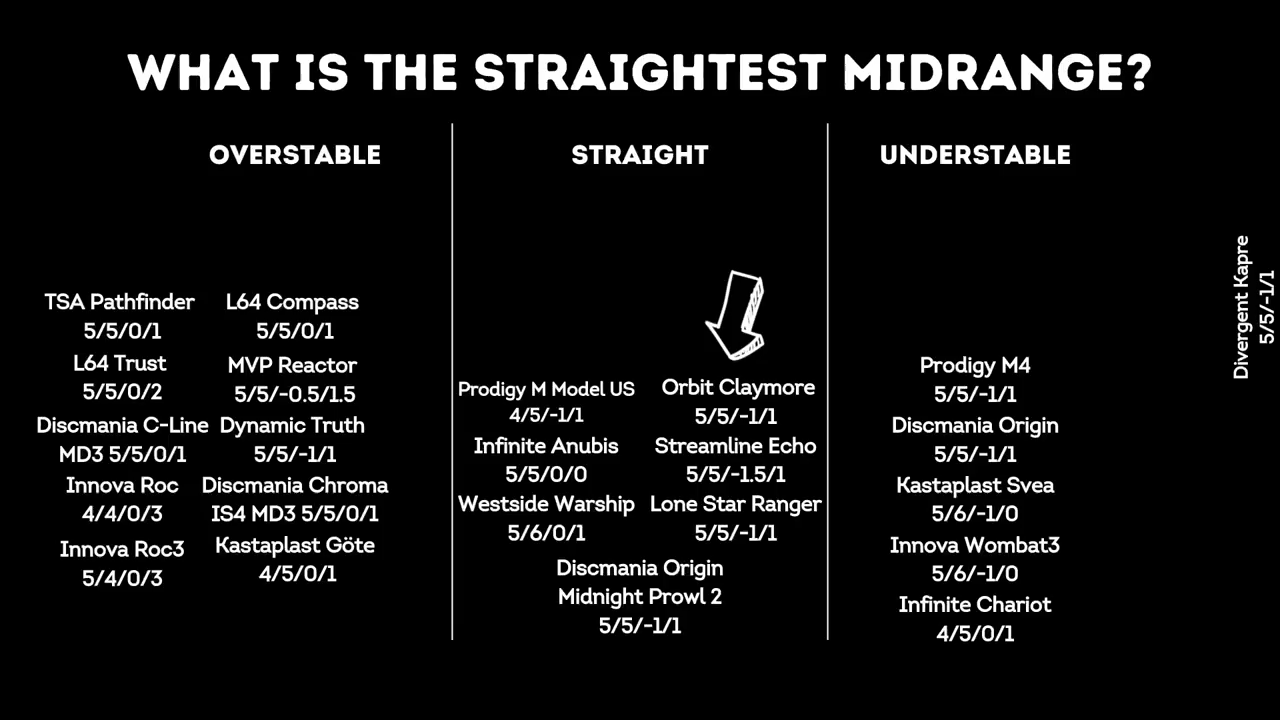 WHAT IS THE STRAIGHTEST MIDRANGE?
OVERSTABLE
TSA Pathfinder
5/5/0/1
L64 Trust
5/5/0/2
Discmania C-Line
MD3 5/5/0/1
Innova Roc
4/4/0/3
Innova Roc3
5/4/0/3
L64 Compass
5/5/0/1
MVP Reactor
5/5/-0.5/1.5
Dynamic Truth
5/5/-1/1
Discmania Chroma
IS4 MD3 5/5/0/1
Kastaplast Göte
4/5/0/1
STRAIGHT
Prodigy M Model US
4/5/-1/1
Infinite Anubis
5/5/0/0
Westside Warship
5/6/0/1
Orbit Claymore
5/5/-1/1
Streamline Echo
5/5/-1.5/1
Lone Star Ranger
5/5/-1/1
Discmania Origin
Midnight Prowl 2
5/5/-1/1
UNDERSTABLE
Prodigy M4
5/5/-1/1
Discmania Origin
5/5/-1/1
Kastaplast Svea
5/6/-1/0
Innova Wombat3
5/6/-1/0
Infinite Chariot
4/5/0/1
Divergent Kapre
5/5/-1/1